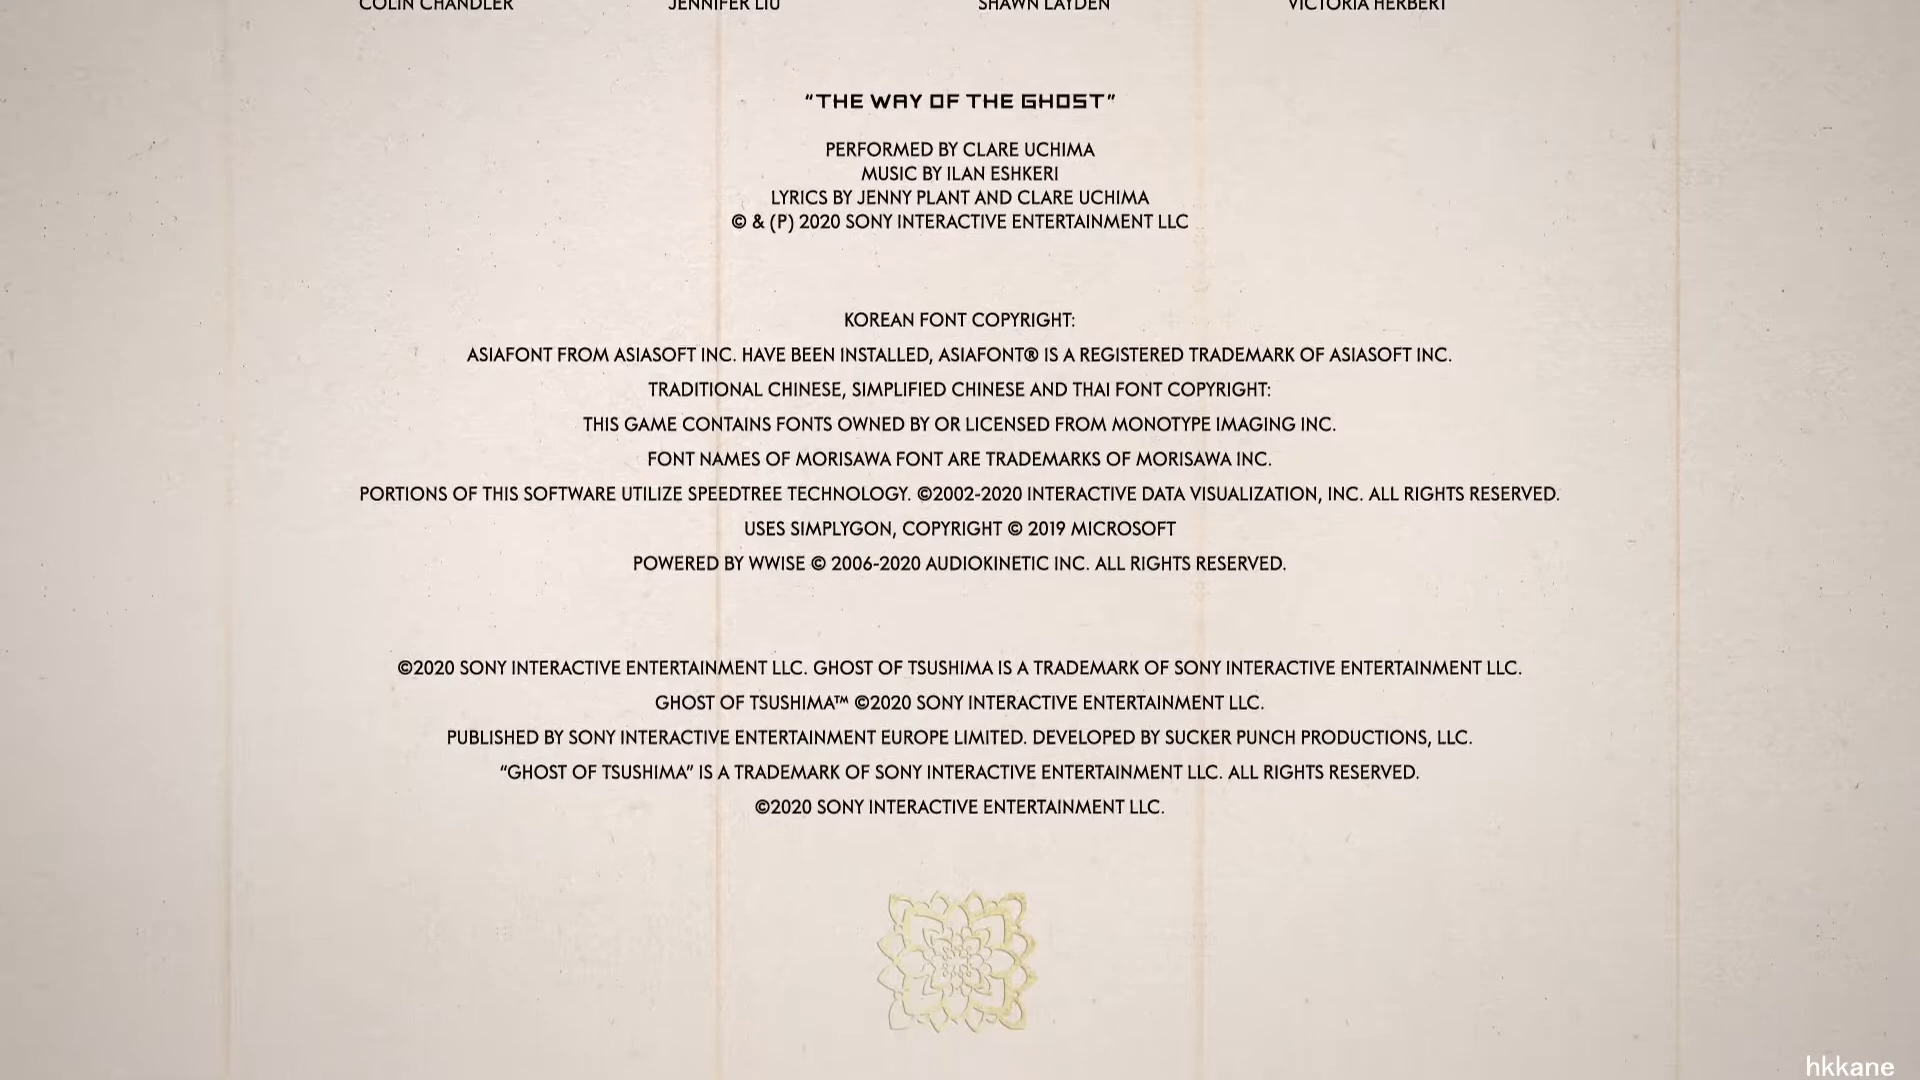 COLIN CHANDLER JENNIFER LIU SHAWN LAYDEN VICTORIA HERBERT
“THE WAY OF THE GHOST”
PERFORMED BY CLARE UCHIMA
MUSIC BY ILAN ESHKERI
LYRICS BY JENNY PLANT AND CLARE UCHIMA
© & (P) 2020 SONY INTERACTIVE ENTERTAINMENT LLC
KOREAN FONT COPYRIGHT:
ASIAFONT FROM ASIASOFT INC. HAVE BEEN INSTALLED, ASIAFONT® IS A REGISTERED TRADEMARK OF ASIASOFT INC.
TRADITIONAL CHINESE, SIMPLIFIED CHINESE AND THAI FONT COPYRIGHT:
THIS GAME CONTAINS FONTS OWNED BY OR LICENSED FROM MONOTYPE IMAGING INC.
FONT NAMES OF MORISAWA FONT ARE TRADEMARKS OF MORISAWA INC.
PORTIONS OF THIS SOFTWARE UTILIZE SPEEDTREE TECHNOLOGY. ©2002-2020 INTERACTIVE DATA VISUALIZATION, INC. ALL RIGHTS RESERVED.
USES SIMPLYGON, COPYRIGHT © 2019 MICROSOFT
POWERED BY WWISE © 2006-2020 AUDIOKINETIC INC. ALL RIGHTS RESERVED.
©2020 SONY INTERACTIVE ENTERTAINMENT LLC. GHOST OF TSUSHIMA IS A TRADEMARK OF SONY INTERACTIVE ENTERTAINMENT LLC.
GHOST OF TSUSHIMA™ ©2020 SONY INTERACTIVE ENTERTAINMENT LLC.
PUBLISHED BY SONY INTERACTIVE ENTERTAINMENT EUROPE LIMITED. DEVELOPED BY SUCKER PUNCH PRODUCTIONS, LLC.
“GHOST OF TSUSHIMA” IS A TRADEMARK OF SONY INTERACTIVE ENTERTAINMENT LLC. ALL RIGHTS RESERVED.
©2020 SONY INTERACTIVE ENTERTAINMENT LLC.
hkkane